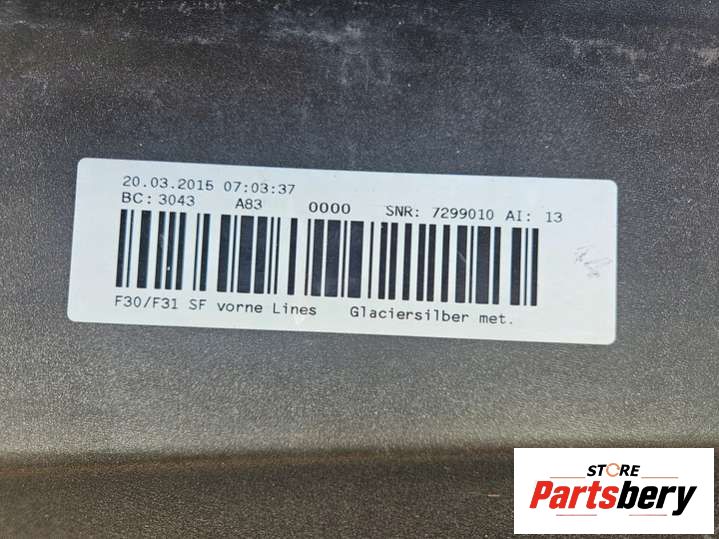 20.03.2015 07:03:37
BC: 3043 A83 0000 SNR: 7299010 AI: 13
F30/F31 SF vorne Lines Glaciersilber met.
STORE
Partsbery